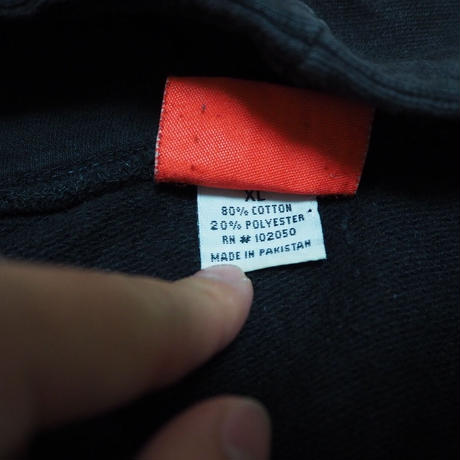 XL
80% COTTON
20% POLYESTER
RN # 102050
MADE IN PAKISTAN